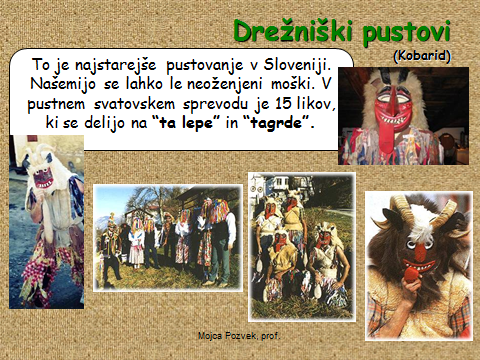 Drežniški pustovi
(Kobarid)
To je najstarejše pustovanje v Sloveniji.
Našemijo se lahko le neoženjeni moški. V
pustnem svatovskem sprevodu je 15 likov,
ki se delijo na “ta lepe” in “tagrde”.
Mojca Pozvek, prof.